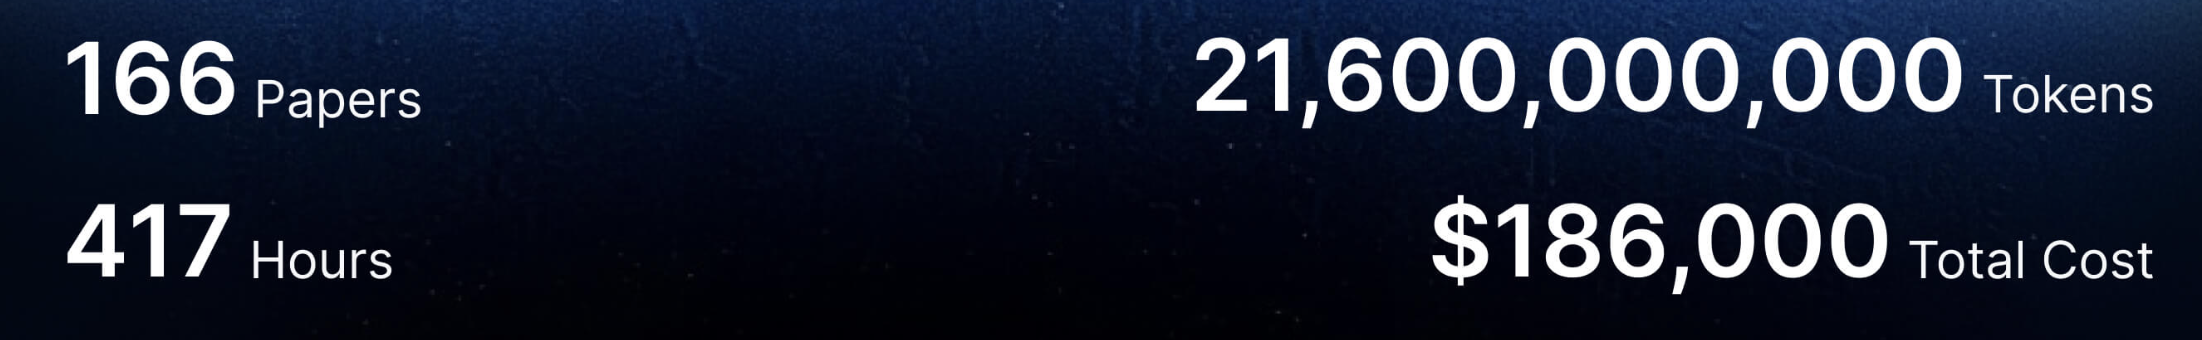 166 Papers
21,600,000,000 Tokens
417 Hours
$186,000 Total Cost